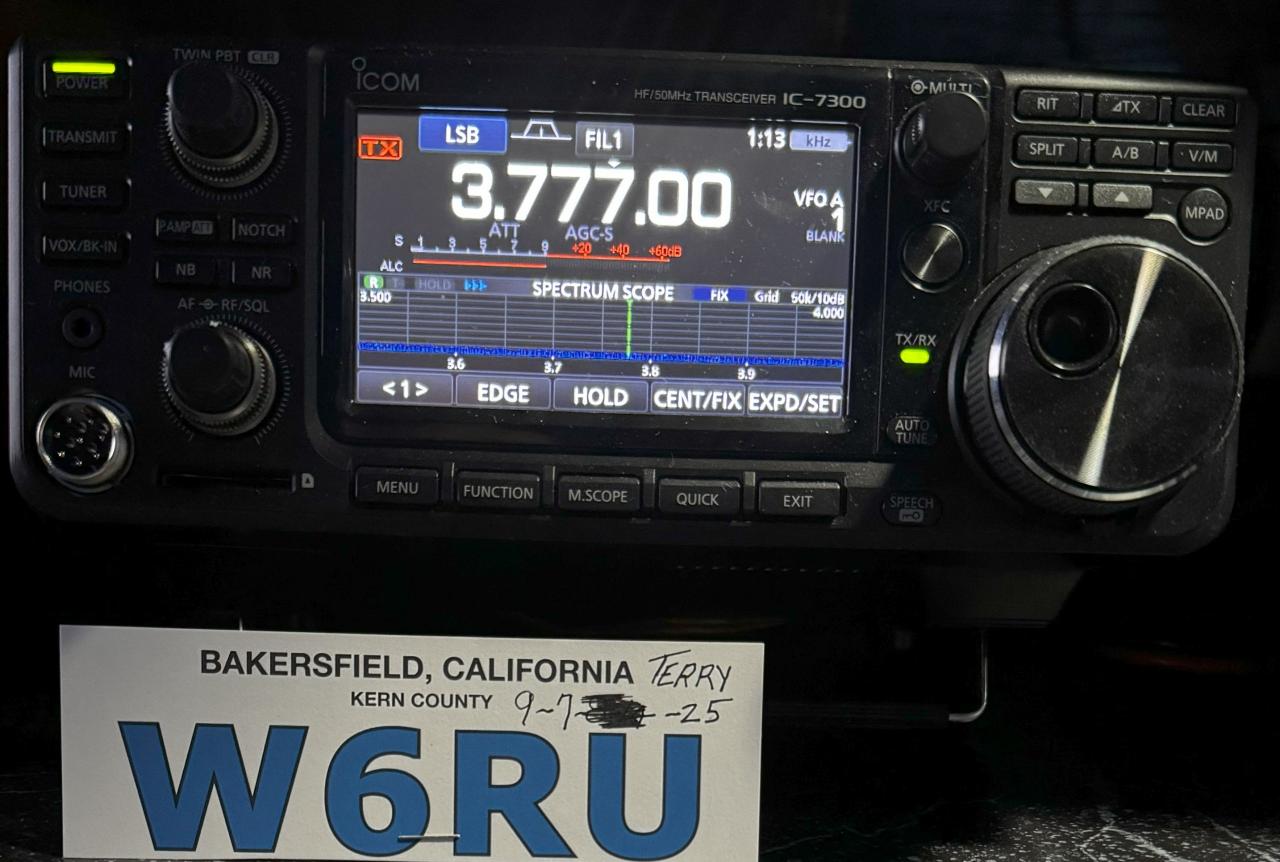 TWIN PBT CLR
POWER
TRANSMIT
TUNER
VOX/BK-IN
P.AMP ATT
NOTCH
NB
NR
PHONES
AF RF/SQL
MIC
ICOM
HF/50MHz TRANSCEIVER IC-7300
TX
LSB
FIL1
1:13 kHz
3.777.00
VFO A
1
BLANK
ATT
AGC-S
S 1 3 5 7 9 +20 +40 +60dB
ALC
R T HOLD
SPECTRUM SCOPE
FIX
Grid 50k/10dB
3.500
4.000
3.6 3.7 3.8 3.9
<1> EDGE HOLD CENT/FIX EXPD/SET
MENU FUNCTION M.SCOPE QUICK EXIT
MULTI
RIT ⊿TX CLEAR
SPLIT A/B V/M
▼ ▲
MPAD
XFC
TX/RX
AUTO
TUNE
SPEECH
BAKERSFIELD, CALIFORNIA TERRY
KERN COUNTY 9-7- -25
W6RU